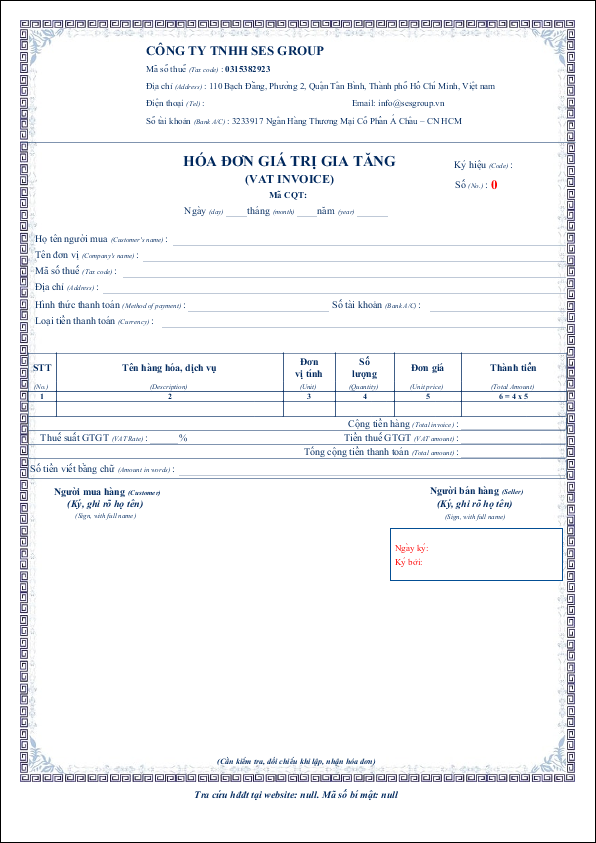 CÔNG TY TNHH SES GROUP
Mã số thuế (Tax code) : 0315382923
Địa chỉ (Address) : 110 Bạch Đằng, Phường 2, Quận Tân Bình, Thành phố Hồ Chí Minh, Việt nam
Điện thoại (Tel) : Email: info@sesgroup.vn
Số tài khoản (Bank A/C) : 3233917 Ngân Hàng Thương Mại Cổ Phần Á Châu – CN HCM
HÓA ĐƠN GIÁ TRỊ GIA TĂNG
(VAT INVOICE)
Mã CQT:
Ký hiệu (Code) :
Số (No.) : 0
Ngày (day) ____tháng (month) ____năm (year) ______
Họ tên người mua (Customer's name) :
Tên đơn vị (Company's name) :
Mã số thuế (Tax code) :
Địa chỉ (Address) :
Hình thức thanh toán (Method of payment) : Số tài khoản (Bank A/C) :
Loại tiền thanh toán (Currency) :
STT Tên hàng hóa, dịch vụ Đơn vị tính Số lượng Đơn giá Thành tiền
(No.) (Description) (Unit) (Quantity) (Unit price) (Total Amount)
1 2 3 4 5 6 = 4 x 5
Cộng tiền hàng (Total invoice) :
Thuế suất GTGT (VAT Rate) : ______% Tiền thuế GTGT (VAT amount) :
Tổng cộng tiền thanh toán (Total amount) :
Số tiền viết bằng chữ (Amount in words) :
Người mua hàng (Customer) Người bán hàng (Seller)
(Ký, ghi rõ họ tên) (Ký, ghi rõ họ tên)
(Sign, with full name) (Sign, with full name)
Ngày ký:
Ký bởi:
(Cần kiểm tra, đối chiếu khi lập, nhận hóa đơn)
Tra cứu hđđt tại website: null. Mã số bí mật: null